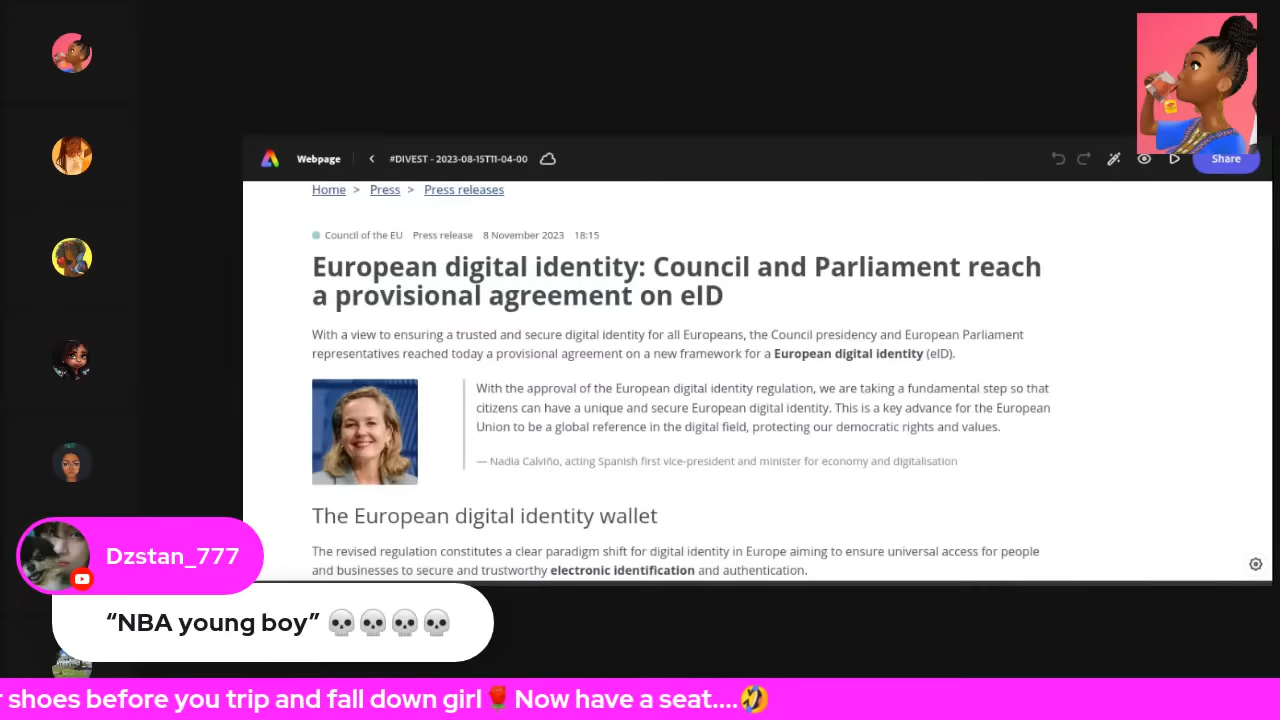 Webpage
#DIVEST - 2023-08-15T11-04-00
Share
Home > Press > Press releases
Council of the EU Press release 8 November 2023 18:15
European digital identity: Council and Parliament reach
a provisional agreement on eID
With a view to ensuring a trusted and secure digital identity for all Europeans, the Council presidency and European Parliament
representatives reached today a provisional agreement on a new framework for a European digital identity (eID).
With the approval of the European digital identity regulation, we are taking a fundamental step so that
citizens can have a unique and secure European digital identity. This is a key advance for the European
Union to be a global reference in the digital field, protecting our democratic rights and values.
— Nadia Calviño, acting Spanish first vice-president and minister for economy and digitalisation
The European digital identity wallet
The revised regulation constitutes a clear paradigm shift for digital identity in Europe aiming to ensure universal access for people
and businesses to secure and trustworthy electronic identification and authentication.
Dzstan_777
“NBA young boy” 💀💀💀💀
shoes before you trip and fall down girl🌹Now have a seat....🤣